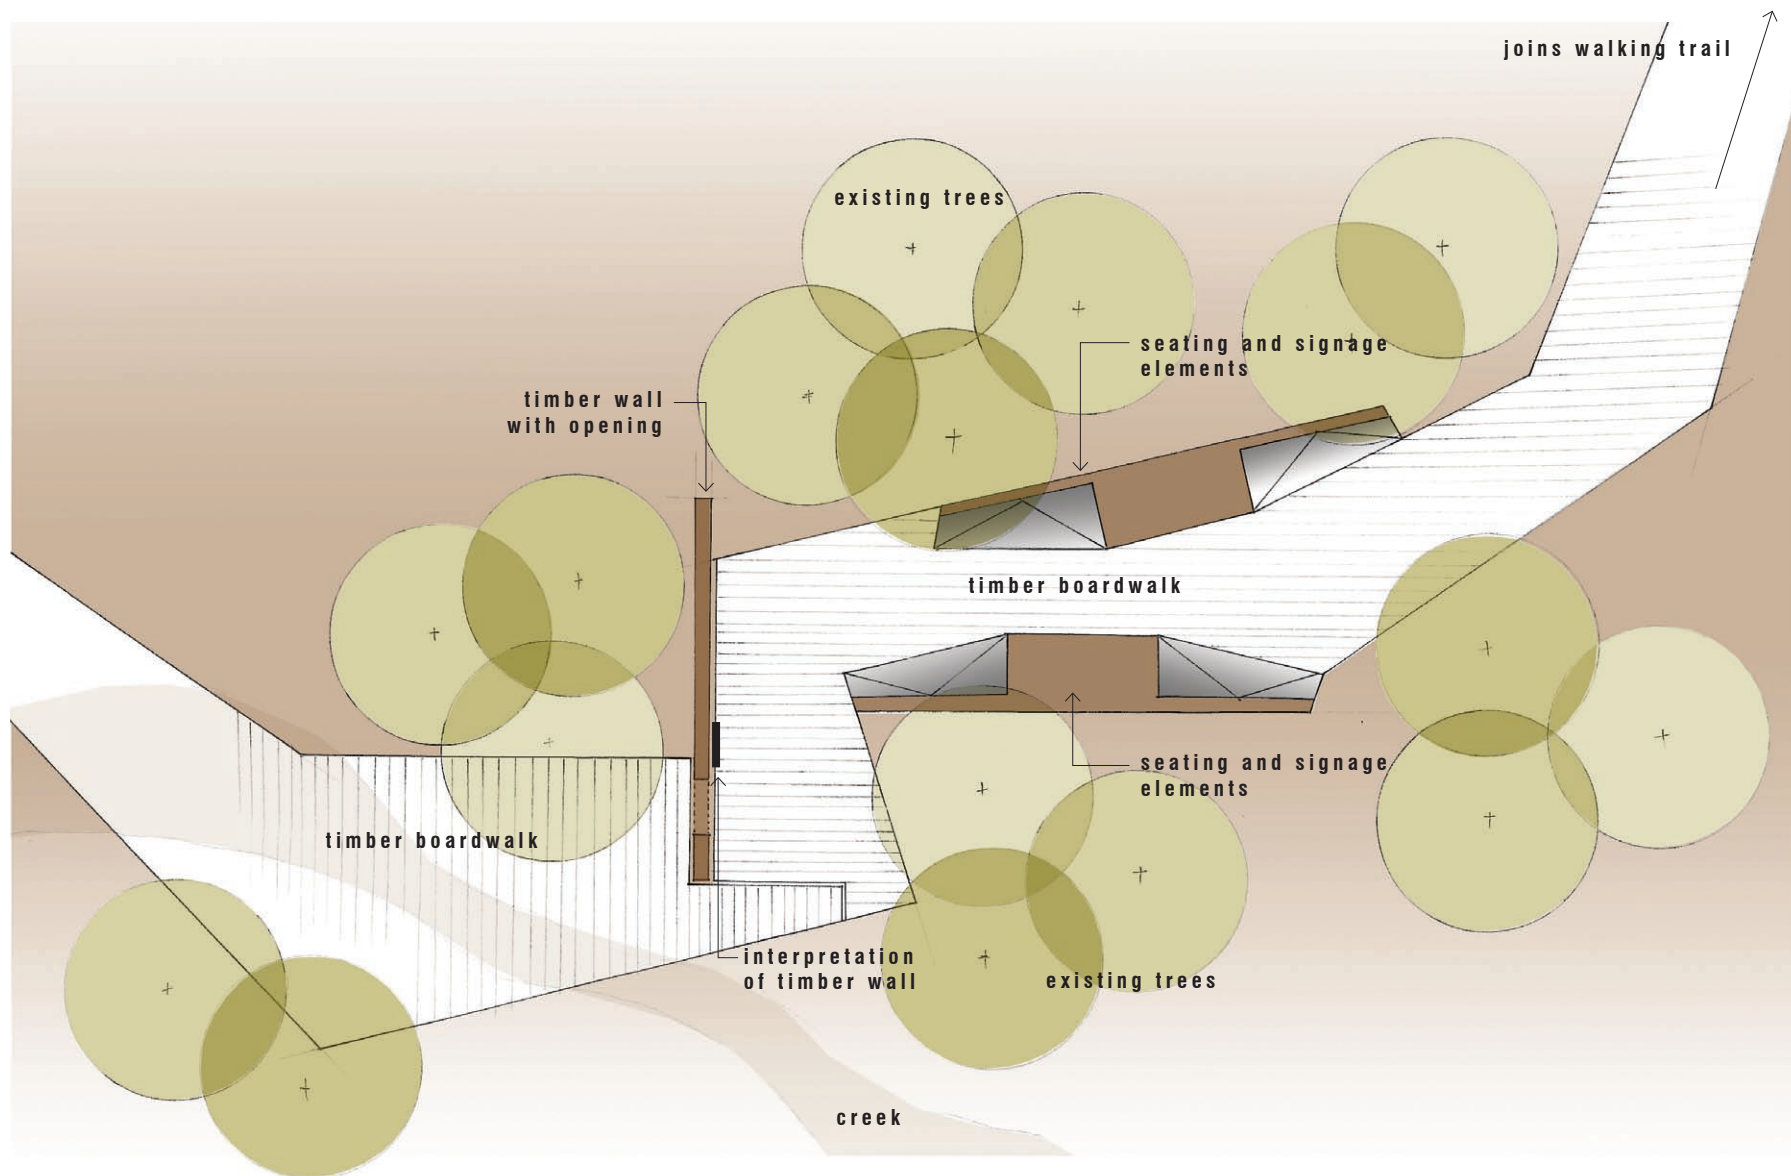 joins walking trail
existing trees
seating and signage
elements
timber wall
with opening
timber boardwalk
seating and signage
elements
timber boardwalk
interpretation
of timber wall
existing trees
creek